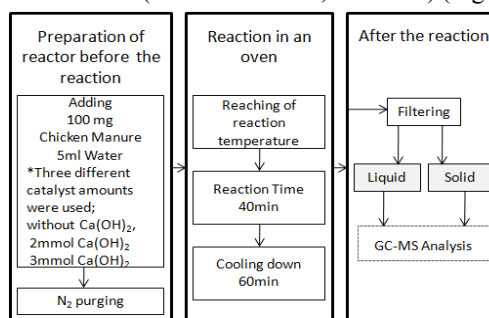 Preparation of
reactor before the
reaction
Adding
100 mg
Chicken Manure
5ml Water
*Three different
catalyst amounts
were used;
without Ca(OH)₂,
2mmol Ca(OH)₂
3mmol Ca(OH)₂
N₂ purging
Reaction in an
oven
Reaching of
reaction
temperature
Reaction Time
40min
Cooling down
60min
After the reaction
Filtering
Liquid
Solid
GC-MS Analysis